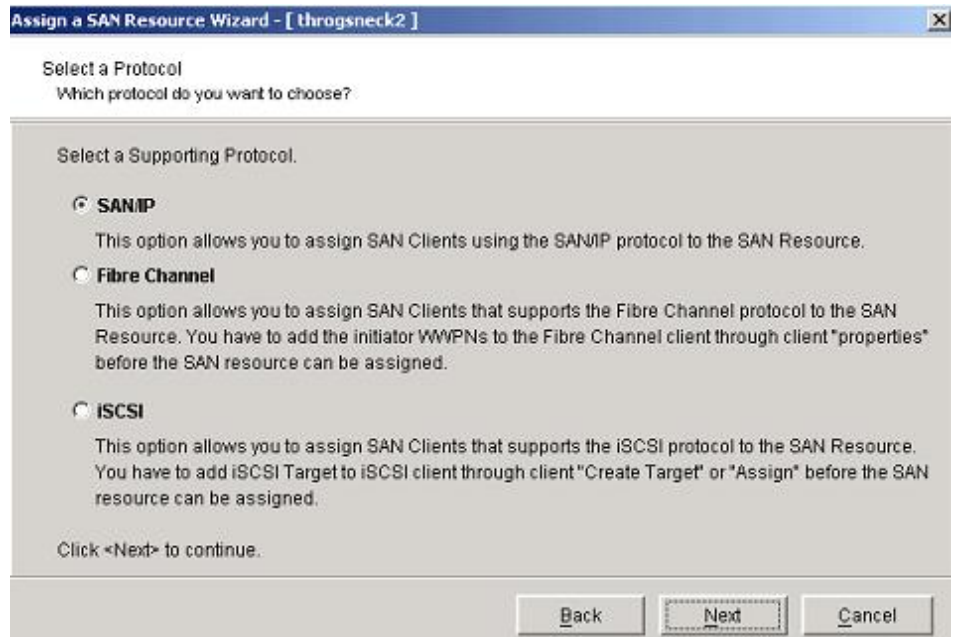 Assign a SAN Resource Wizard - [ throgsneck2 ]
Select a Protocol
Which protocol do you want to choose?
Select a Supporting Protocol.
SAN/IP
This option allows you to assign SAN Clients using the SAN/IP protocol to the SAN Resource.
Fibre Channel
This option allows you to assign SAN Clients that supports the Fibre Channel protocol to the SAN
Resource. You have to add the initiator WWPNs to the Fibre Channel client through client "properties"
before the SAN resource can be assigned.
iSCSI
This option allows you to assign SAN Clients that supports the iSCSI protocol to the SAN Resource.
You have to add iSCSI Target to iSCSI client through client "Create Target" or "Assign" before the SAN
resource can be assigned.
Click <Next> to continue.
Back Next Cancel